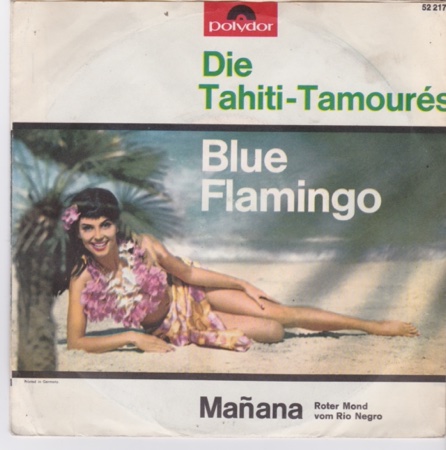 polydor
52 217
Die
Tahiti-Tamourés
Blue
Flamingo
Mañana
Roter Mond
vom Rio Negro